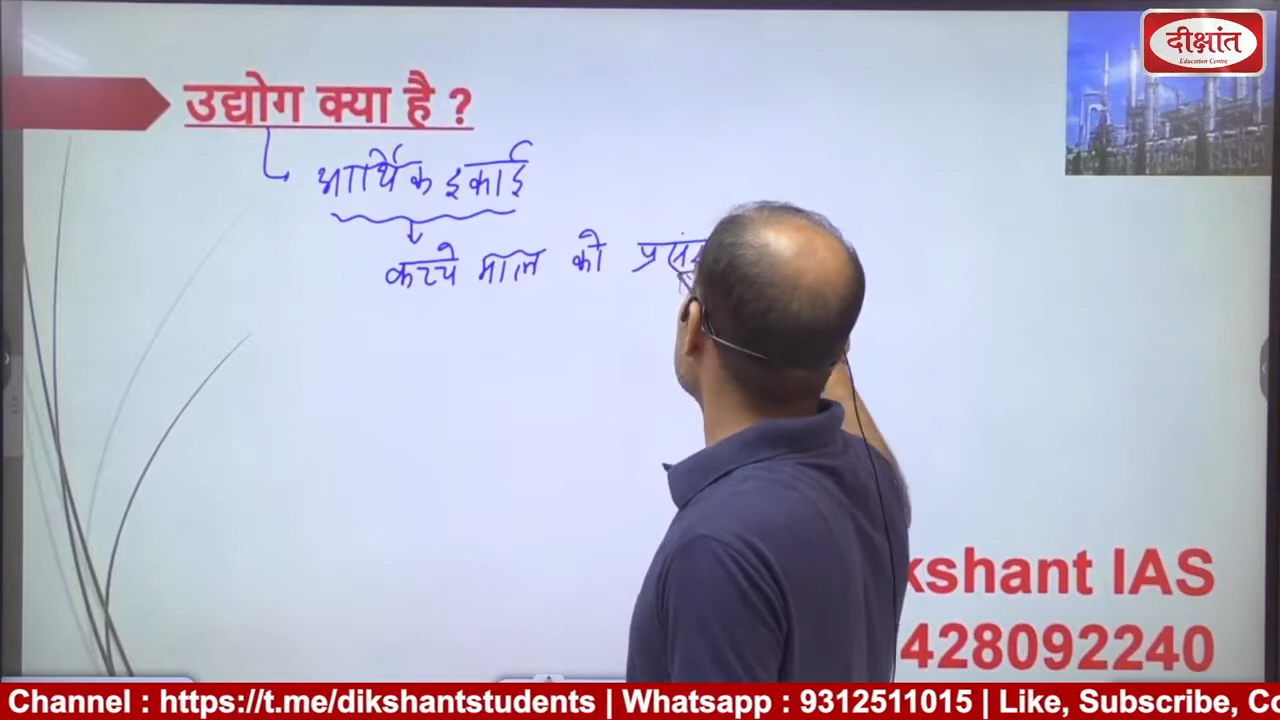 दीक्षांत
Education Centre
उद्योग क्या है ?
आर्थिक इकाई
कच्चे माल को
kshant IAS
428092240
Channel : https://t.me/dikshantstudents | Whatsapp : 9312511015 | Like, Subscribe, Co